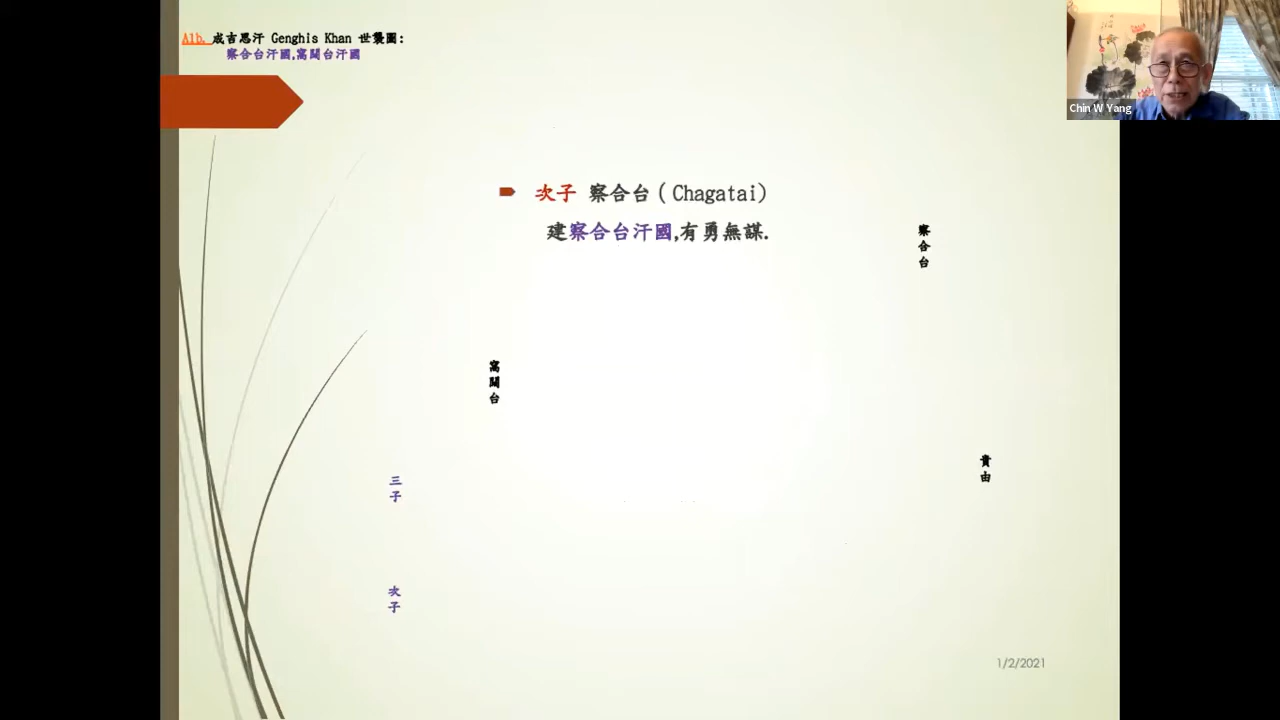 A1b. 成吉思汗 Genghis Khan 世襲圖:
察合台汗國,窩闊台汗國
Chin W Yang
次子 察合台(Chagatai)
建察合台汗國,有勇無謀.
察合台
窩闊台
貴由
三子
次子
1/2/2021